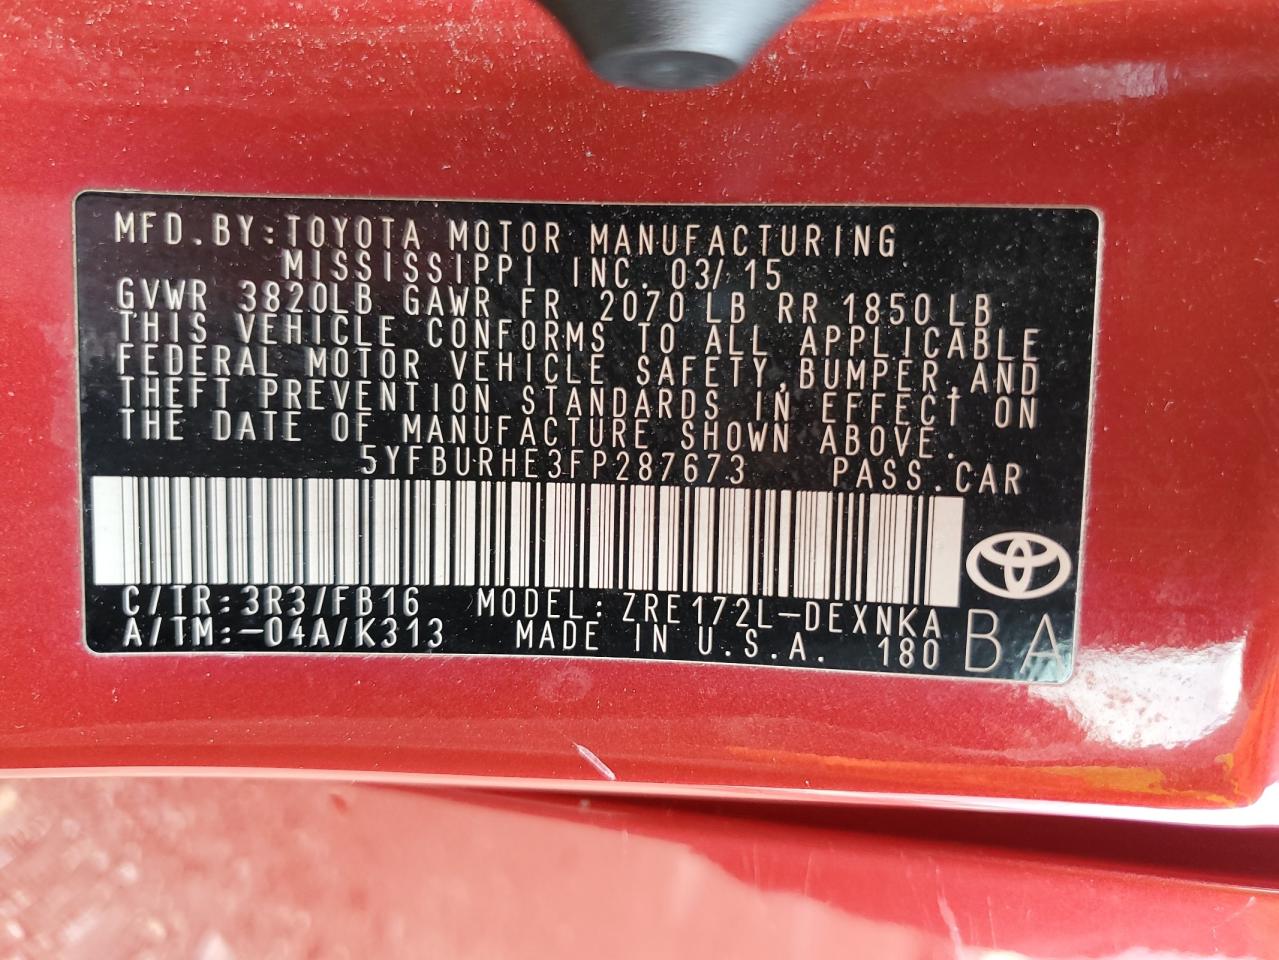 MFD.BY:TOYOTA MOTOR MANUFACTURING
MISSISSIPPI INC. 03/15
GVWR 3820LB GAWR FR 2070 LB RR 1850LB
THIS VEHICLE CONFORMS TO ALL APPLICABLE
FEDERAL MOTOR VEHICLE SAFETY,BUMPER,AND
THEFT PREVENTION STANDARDS IN EFFECT ON
THE DATE OF MANUFACTURE SHOWN ABOVE.
5YFBURHE3FP287673 PASS.CAR
C/TR:3R3/FB16 MODEL:ZRE172L-DEXNKA
A/TM:-04A/K313 MADE IN U.S.A. 180 BA